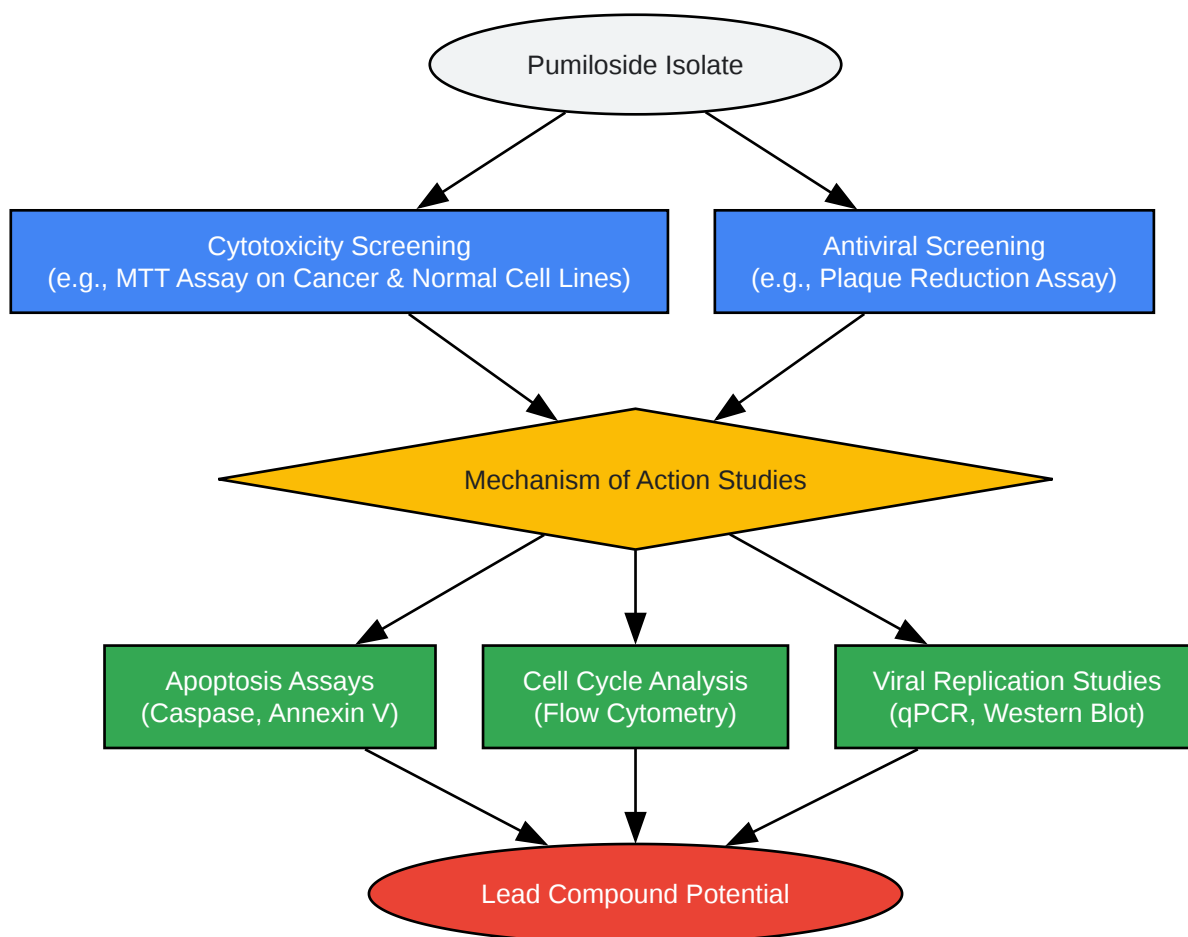 Pumiloside Isolate
Cytotoxicity Screening
(e.g., MTT Assay on Cancer & Normal Cell Lines)
Antiviral Screening
(e.g., Plaque Reduction Assay)
Mechanism of Action Studies
Apoptosis Assays
(Caspase, Annexin V)
Cell Cycle Analysis
(Flow Cytometry)
Viral Replication Studies
(qPCR, Western Blot)
Lead Compound Potential